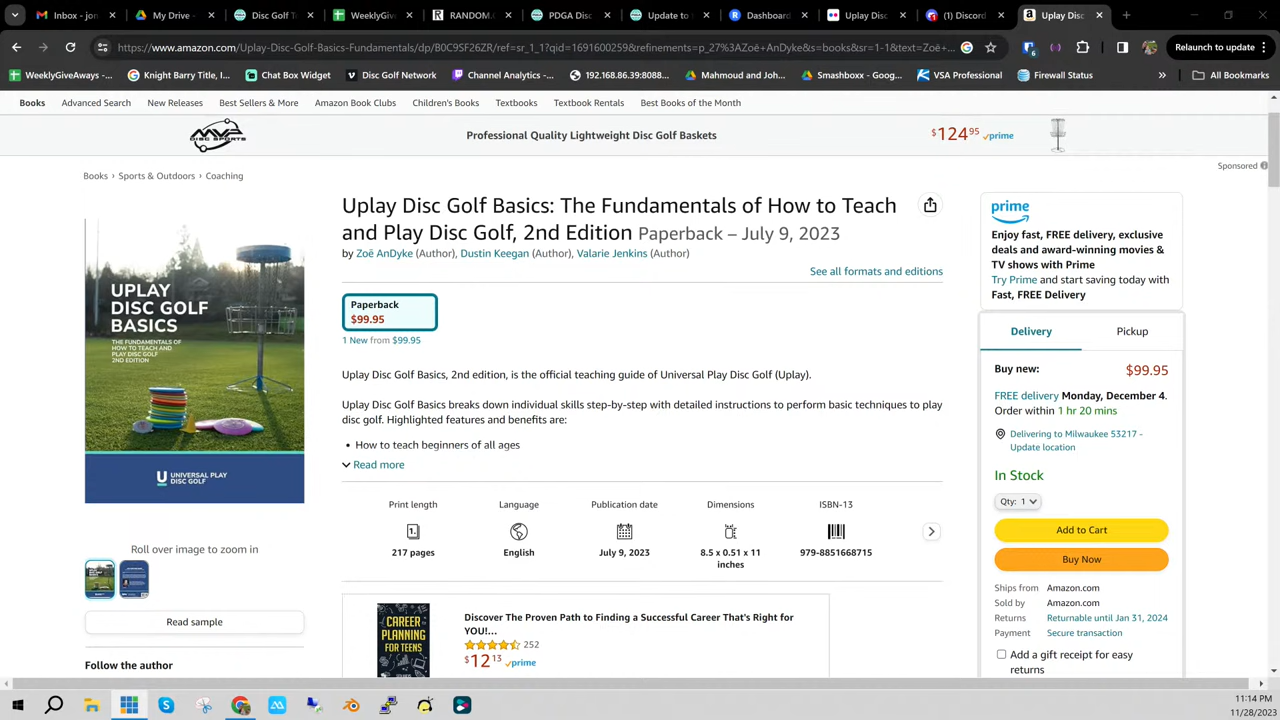 Inbox - jon
My Drive -
Disc Golf T
WeeklyGive
RANDOM.
PDGA Disc
Update to
Dashboard
Uplay Disc
(1) Discord
Uplay Disc
https://www.amazon.com/Uplay-Disc-Golf-Basics-Fundamentals/dp/B0C9SF26ZR/ref=sr_1_1?qid=1691600259&refinements=p_27%3AZoë+AnDyke&s=books&sr=1-1&text=Zoë+...
Relaunch to update
WeeklyGiveAways -...
Knight Barry Title, I...
Chat Box Widget
Disc Golf Network
Channel Analytics -...
192.168.86.39:8088...
Mahmoud and Joh...
Smashboxx - Goog...
VSA Professional
Firewall Status
All Bookmarks
Books Advanced Search New Releases Best Sellers & More Amazon Book Clubs Children's Books Textbooks Textbook Rentals Best Books of the Month
MVP
DISC SPORTS
Professional Quality Lightweight Disc Golf Baskets
$124 95 prime
Sponsored
Books › Sports & Outdoors › Coaching
Uplay Disc Golf Basics: The Fundamentals of How to Teach
and Play Disc Golf, 2nd Edition Paperback – July 9, 2023
by Zoë AnDyke (Author), Dustin Keegan (Author), Valarie Jenkins (Author)
See all formats and editions
Paperback
$99.95
1 New from $99.95
Uplay Disc Golf Basics, 2nd edition, is the official teaching guide of Universal Play Disc Golf (Uplay).
Uplay Disc Golf Basics breaks down individual skills step-by-step with detailed instructions to perform basic techniques to play
disc golf. Highlighted features and benefits are:
• How to teach beginners of all ages
Read more
Print length
217 pages
Language
English
Publication date
July 9, 2023
Dimensions
8.5 x 0.51 x 11
inches
ISBN-13
979-8851668715
UPLAY
DISC GOLF
BASICS
THE FUNDAMENTALS OF
HOW TO TEACH AND
PLAY DISC GOLF
2ND EDITION
UNIVERSAL PLAY
DISC GOLF
Roll over image to zoom in
Read sample
Follow the author
CAREER
PLANNING
FOR TEENS
Discover The Proven Path to Finding a Successful Career That's Right for
YOU!...
252
$12 13 prime
prime
Enjoy fast, FREE delivery, exclusive
deals and award-winning movies &
TV shows with Prime
Try Prime and start saving today with
Fast, FREE Delivery
Delivery Pickup
Buy new: $99.95
FREE delivery Monday, December 4.
Order within 1 hr 20 mins
Delivering to Milwaukee 53217 -
Update location
In Stock
Qty: 1
Add to Cart
Buy Now
Ships from Amazon.com
Sold by Amazon.com
Returns Returnable until Jan 31, 2024
Payment Secure transaction
Add a gift receipt for easy
returns
11:14 PM
11/28/2023